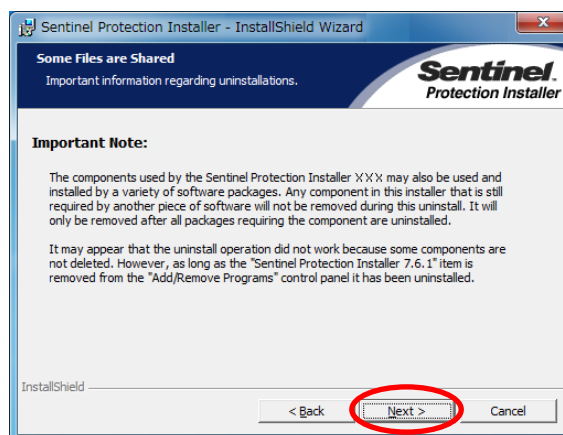 Sentinel Protection Installer - InstallShield Wizard
Some Files are Shared
Important information regarding uninstallations.
Sentinel.
Protection Installer
Important Note:
The components used by the Sentinel Protection Installer XXX may also be used and
installed by a variety of software packages. Any component in this installer that is still
required by another piece of software will not be removed during this uninstall. It will
only be removed after all packages requiring the component are uninstalled.
It may appear that the uninstall operation did not work because some components are
not deleted. However, as long as the "Sentinel Protection Installer 7.6.1" item is
removed from the "Add/Remove Programs" control panel it has been uninstalled.
InstallShield
< Back
Next >
Cancel